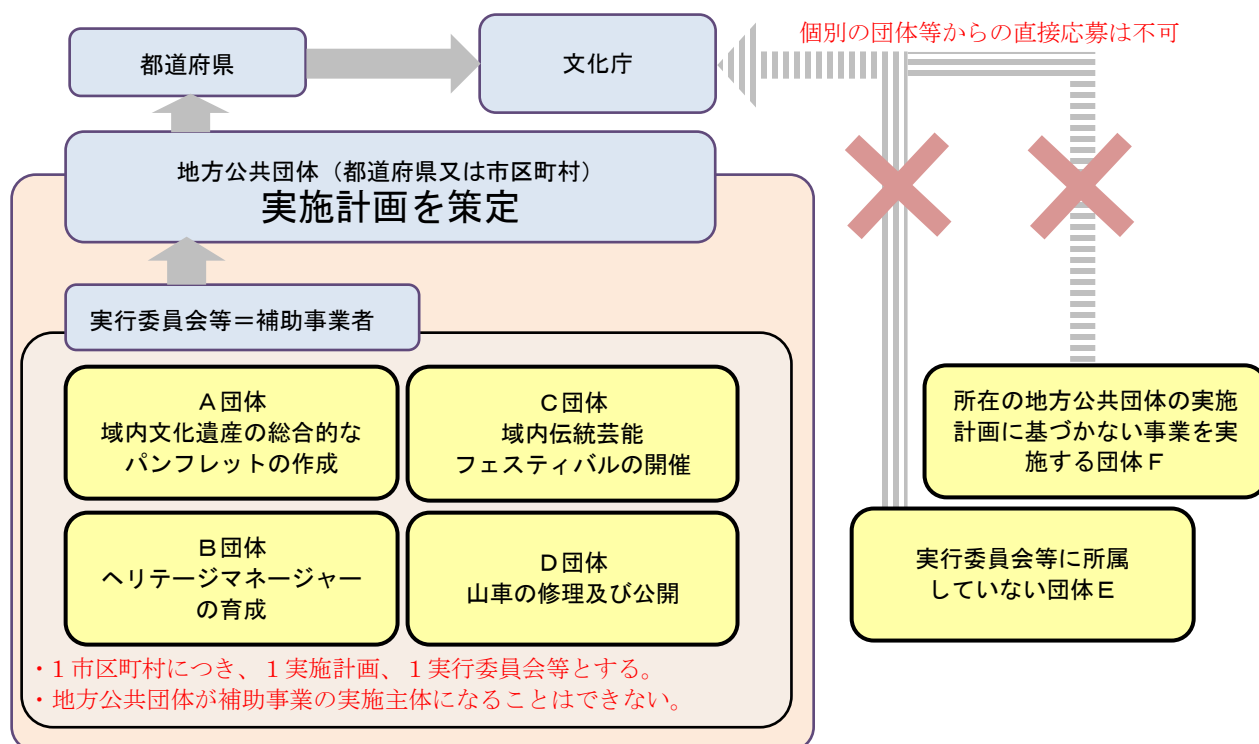 個別の団体等からの直接応募は不可
都道府県
文化庁
地方公共団体(都道府県又は市区町村)
実施計画を策定
実行委員会等=補助事業者
A団体
域内文化遺産の総合的な
パンフレットの作成
C団体
域内伝統芸能
フェスティバルの開催
B団体
ヘリテージマネージャー
の育成
D団体
山車の修理及び公開
所在の地方公共団体の実施
計画に基づかない事業を実
施する団体F
実行委員会等に所属
していない団体E
・1市区町村につき、1実施計画、1実行委員会等とする。
・地方公共団体が補助事業の実施主体になることはできない。